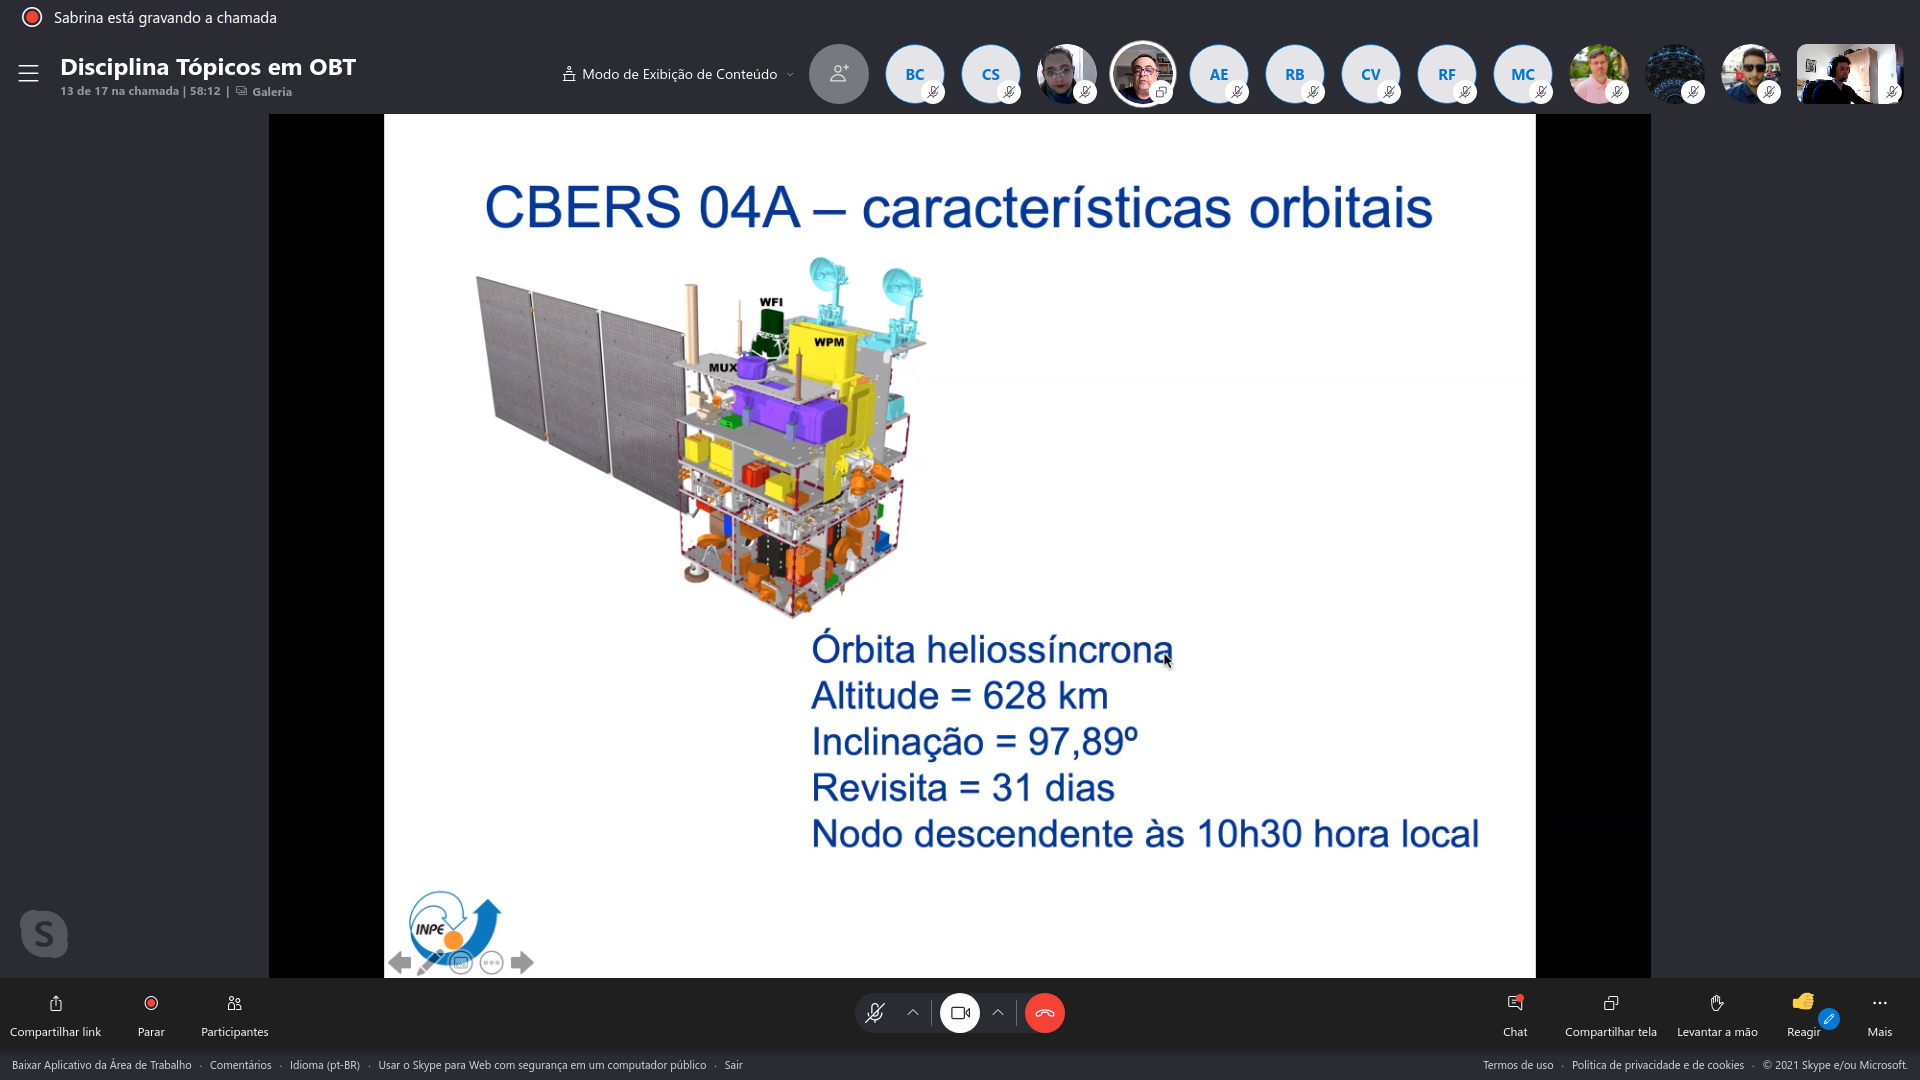 Sabrina está gravando a chamada
Disciplina Tópicos em OBT
13 de 17 na chamada | 58:12 | Galeria
Modo de Exibição de Conteúdo
BC
CS
AE
RB
CV
RF
MC
CBERS 04A – características orbitais
WFI
WPM
MUX
Órbita heliossíncrona
Altitude = 628 km
Inclinação = 97,89º
Revisita = 31 dias
Nodo descendente às 10h30 hora local
INPE
S
Compartilhar link
Parar
Participantes
Chat
Compartilhar tela
Levantar a mão
Reagir
Mais
Baixar Aplicativo da Área de Trabalho · Comentários · Idioma (pt-BR) · Usar o Skype para Web com segurança em um computador público · Sair
Termos de uso · Política de privacidade e de cookies · © 2021 Skype e/ou Microsoft.